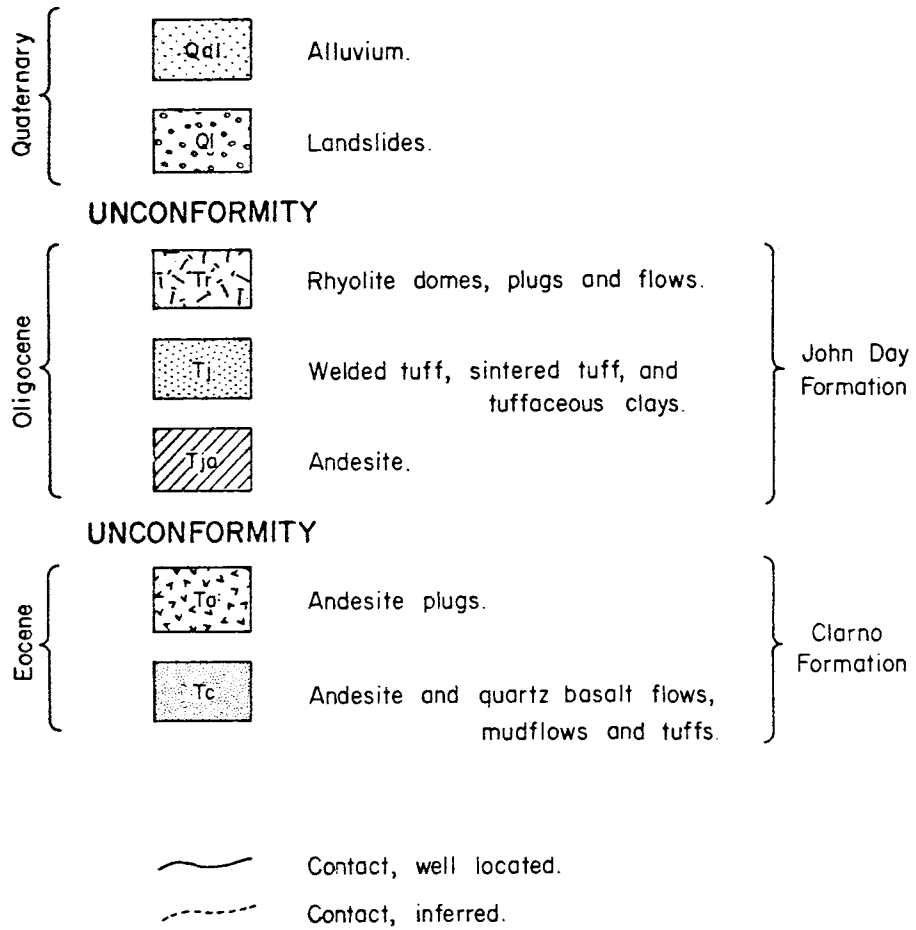 Quaternary
Qal
Alluvium.
Ql
Landslides.
UNCONFORMITY
Oligocene
Tr
Rhyolite domes, plugs and flows.
Tj
Welded tuff, sintered tuff, and
tuffaceous clays.
Tja
Andesite.
John Day
Formation
UNCONFORMITY
Eocene
Ta
Andesite plugs.
Tc
Andesite and quartz basalt flows,
mudflows and tuffs.
Clarno
Formation
Contact, well located.
Contact, inferred.